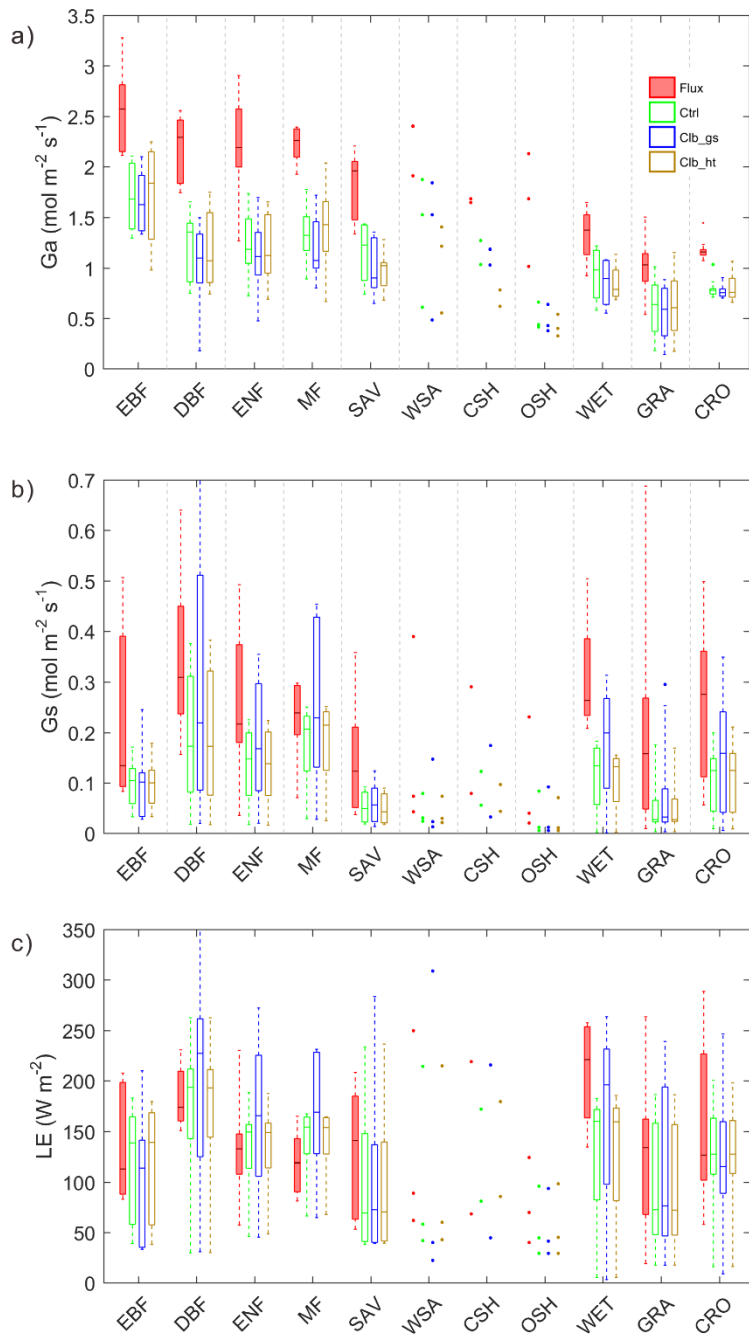 a)
Ga (mol m-2 s-1)
3.5
3
2.5
2
1.5
1
0.5
0
Flux
Ctrl
Clb_gs
Clb_ht
EBF DBF ENF MF SAV WSA CSH OSH WET GRA CRO
b)
Gs (mol m-2 s-1)
0.7
0.6
0.5
0.4
0.3
0.2
0.1
0
EBF DBF ENF MF SAV WSA CSH OSH WET GRA CRO
c)
LE (W m-2)
350
300
250
200
150
100
50
0
EBF DBF ENF MF SAV WSA CSH OSH WET GRA CRO